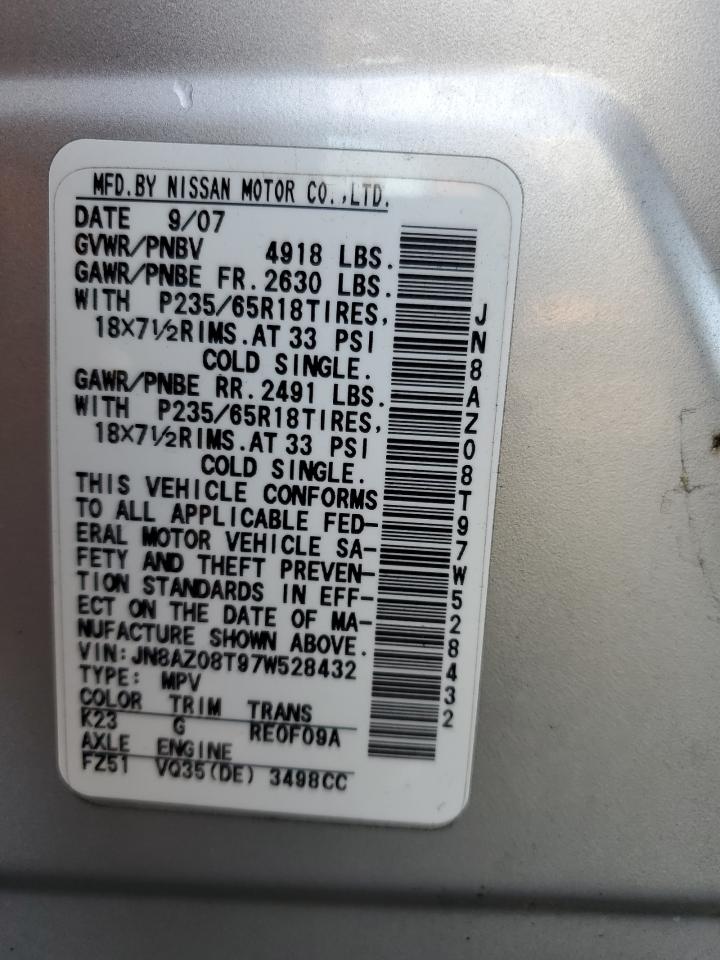 MFD.BY NISSAN MOTOR CO.,LTD.
DATE 9/07
GVWR/PNBV 4918 LBS.
GAWR/PNBE FR.2630 LBS.
WITH P235/65R18TIRES,
18X7½RIMS.AT 33 PSI
COLD SINGLE.
GAWR/PNBE RR.2491 LBS.
WITH P235/65R18TIRES,
18X7½RIMS.AT 33 PSI
COLD SINGLE.
THIS VEHICLE CONFORMS
TO ALL APPLICABLE FED-
ERAL MOTOR VEHICLE SA-
FETY AND THEFT PREVEN-
TION STANDARDS IN EFF-
ECT ON THE DATE OF MA-
NUFACTURE SHOWN ABOVE.
VIN:JN8AZ08T97W528432
TYPE: MPV
COLOR TRIM TRANS
K23 G RE0F09A
AXLE ENGINE
FZ51 VQ35(DE) 3498CC
JN8AZ08T97W528432